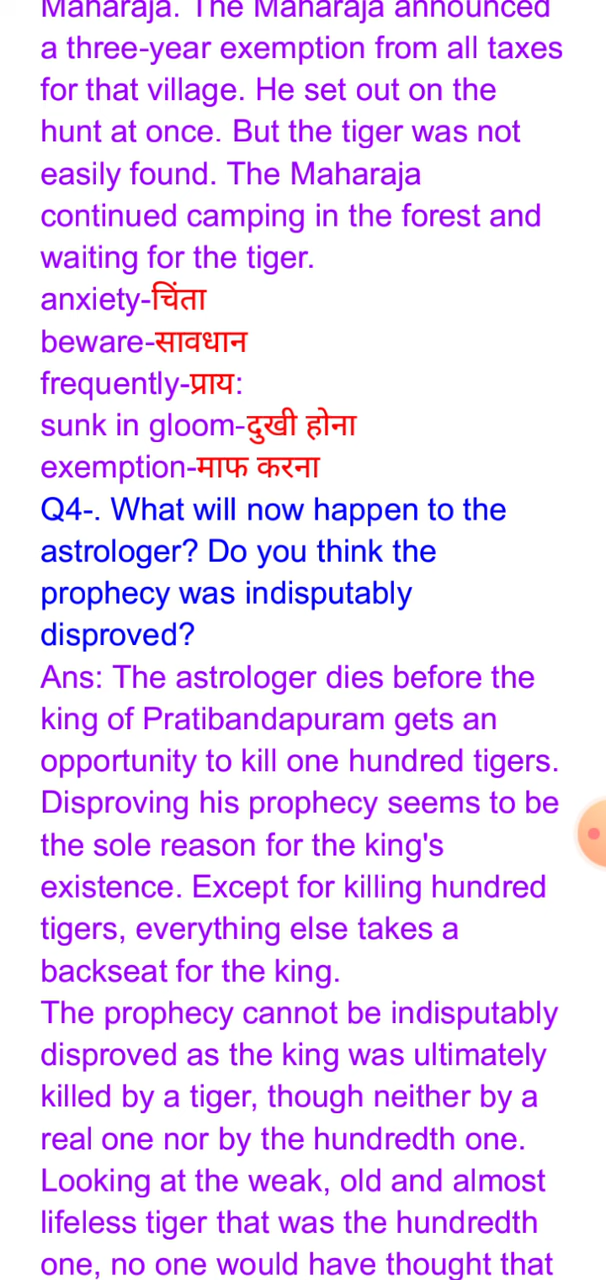 Maharaja. The Maharaja announced
a three-year exemption from all taxes
for that village. He set out on the
hunt at once. But the tiger was not
easily found. The Maharaja
continued camping in the forest and
waiting for the tiger.
anxiety-चिंता
beware-सावधान
frequently-प्राय:
sunk in gloom-दुखी होना
exemption-माफ करना
Q4-. What will now happen to the
astrologer? Do you think the
prophecy was indisputably
disproved?
Ans: The astrologer dies before the
king of Pratibandapuram gets an
opportunity to kill one hundred tigers.
Disproving his prophecy seems to be
the sole reason for the king's
existence. Except for killing hundred
tigers, everything else takes a
backseat for the king.
The prophecy cannot be indisputably
disproved as the king was ultimately
killed by a tiger, though neither by a
real one nor by the hundredth one.
Looking at the weak, old and almost
lifeless tiger that was the hundredth
one, no one would have thought that